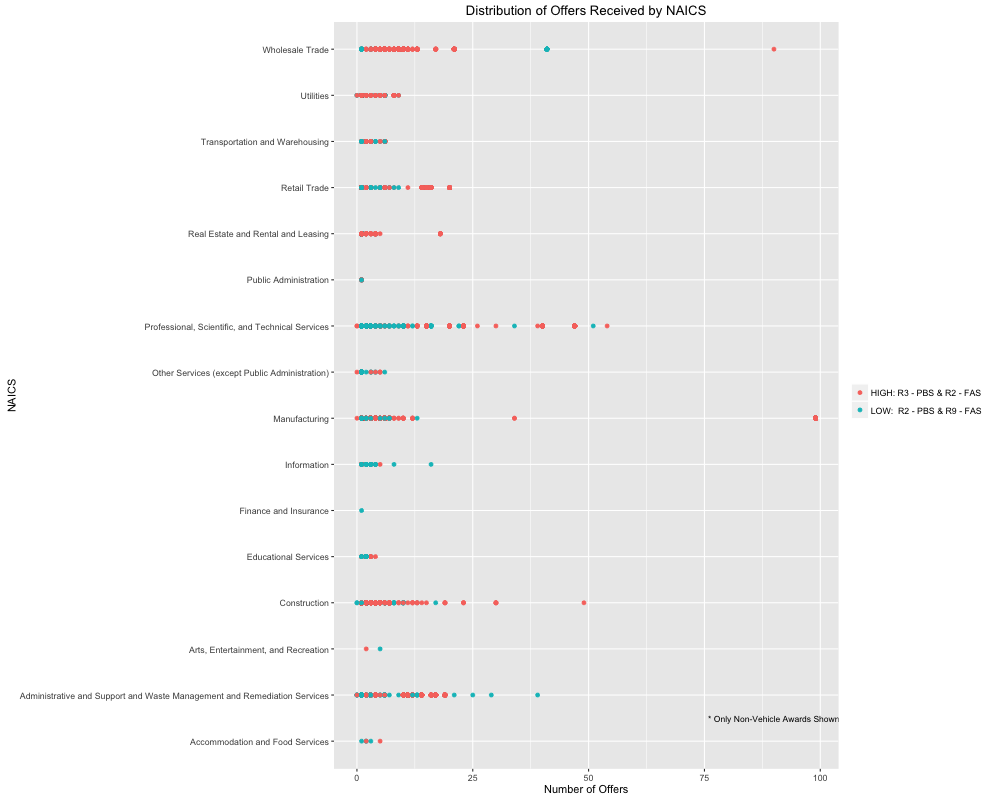 Distribution of Offers Received by NAICS
Wholesale Trade
Utilities
Transportation and Warehousing
Retail Trade
Real Estate and Rental and Leasing
Public Administration
Professional, Scientific, and Technical Services
Other Services (except Public Administration)
Manufacturing
Information
Finance and Insurance
Educational Services
Construction
Arts, Entertainment, and Recreation
Administrative and Support and Waste Management and Remediation Services
Accommodation and Food Services
NAICS
HIGH: R3 - PBS & R2 - FAS
LOW:  R2 - PBS & R9 - FAS
* Only Non-Vehicle Awards Shown
0 25 50 75 100
Number of Offers